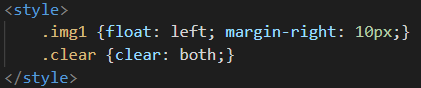 <style>
    .img1 {float: left; margin-right: 10px;}
    .clear {clear: both;}
</style>